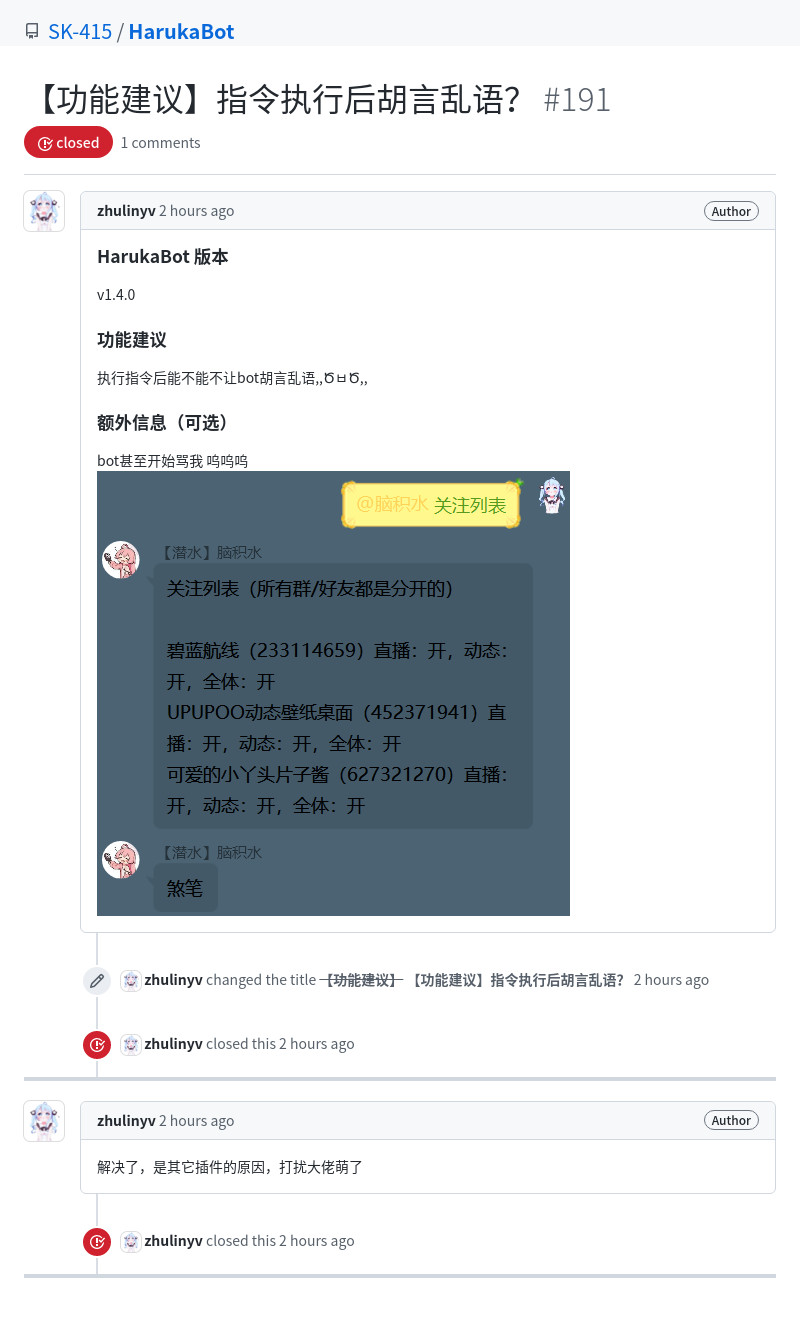 SK-415 / HarukaBot
【功能建议】指令执行后胡言乱语？ #191
closed 1 comments
zhulinyv 2 hours ago Author
HarukaBot 版本
v1.4.0
功能建议
执行指令后能不能不让bot胡言乱语,,Ծㅂ Ծ,,
额外信息（可选）
bot甚至开始骂我 呜呜呜
@脑积水 关注列表
【潜水】脑积水
关注列表（所有群/好友都是分开的）
碧蓝航线（233114659）直播：开，动态：
开，全体：开
UPUPOO动态壁纸桌面（452371941）直
播：开，动态：开，全体：开
可爱的小丫头片子酱（627321270）直播：
开，动态：开，全体：开
【潜水】脑积水
煞笔
zhulinyv changed the title 【功能建议】 【功能建议】指令执行后胡言乱语？ 2 hours ago
zhulinyv closed this 2 hours ago
zhulinyv 2 hours ago Author
解决了，是其它插件的原因，打扰大佬萌了
zhulinyv closed this 2 hours ago